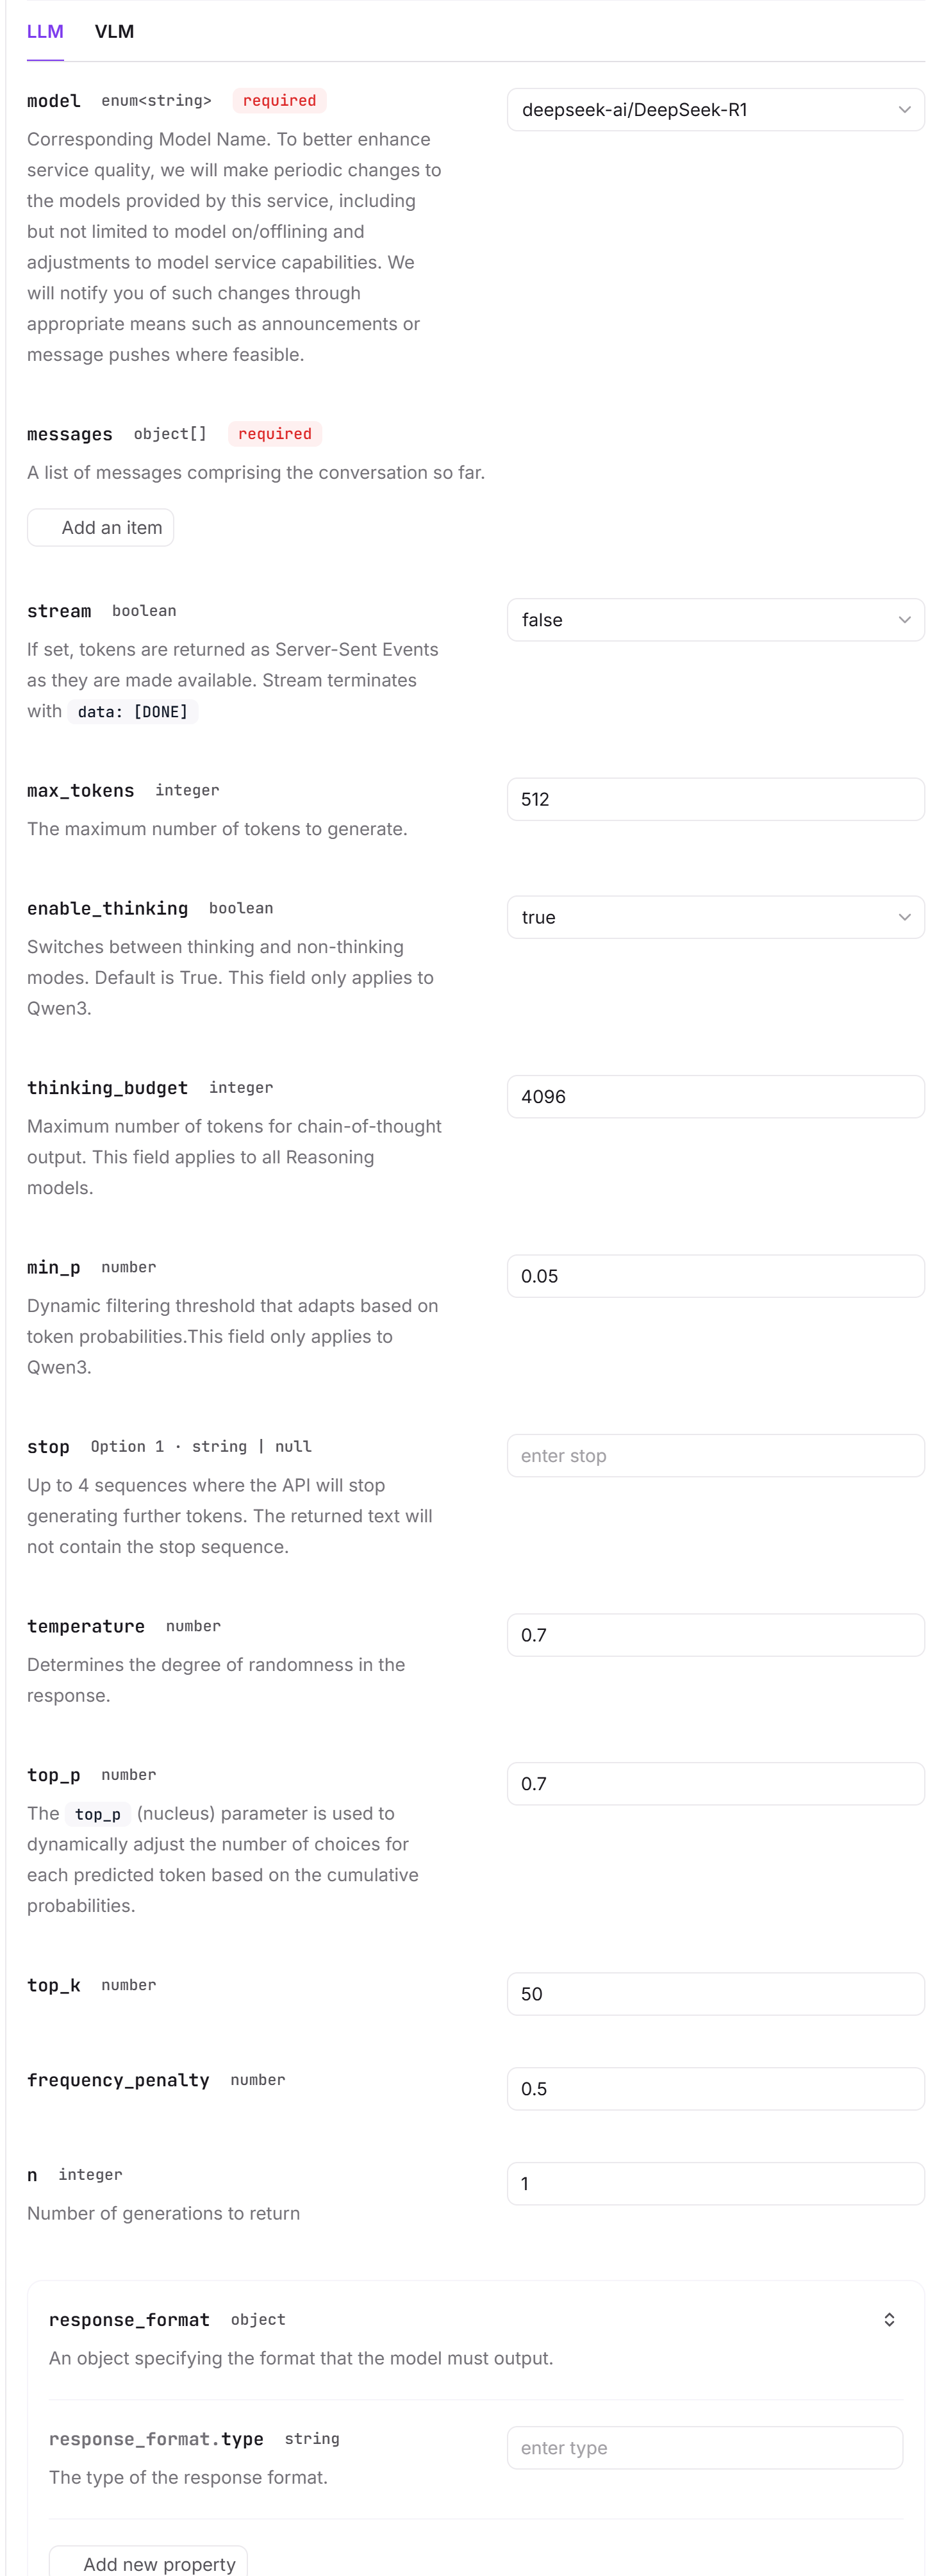 LLM VLM
model enum<string> required
deepseek-ai/DeepSeek-R1
Corresponding Model Name. To better enhance
service quality, we will make periodic changes to
the models provided by this service, including
but not limited to model on/offlining and
adjustments to model service capabilities. We
will notify you of such changes through
appropriate means such as announcements or
message pushes where feasible.
messages object[] required
A list of messages comprising the conversation so far.
Add an item
stream boolean
false
If set, tokens are returned as Server-Sent Events
as they are made available. Stream terminates
with data: [DONE]
max_tokens integer
512
The maximum number of tokens to generate.
enable_thinking boolean
true
Switches between thinking and non-thinking
modes. Default is True. This field only applies to
Qwen3.
thinking_budget integer
4096
Maximum number of tokens for chain-of-thought
output. This field applies to all Reasoning
models.
min_p number
0.05
Dynamic filtering threshold that adapts based on
token probabilities.This field only applies to
Qwen3.
stop Option 1 · string | null
enter stop
Up to 4 sequences where the API will stop
generating further tokens. The returned text will
not contain the stop sequence.
temperature number
0.7
Determines the degree of randomness in the
response.
top_p number
0.7
The top_p (nucleus) parameter is used to
dynamically adjust the number of choices for
each predicted token based on the cumulative
probabilities.
top_k number
50
frequency_penalty number
0.5
n integer
1
Number of generations to return
response_format object
An object specifying the format that the model must output.
response_format.type string
enter type
The type of the response format.
Add new property